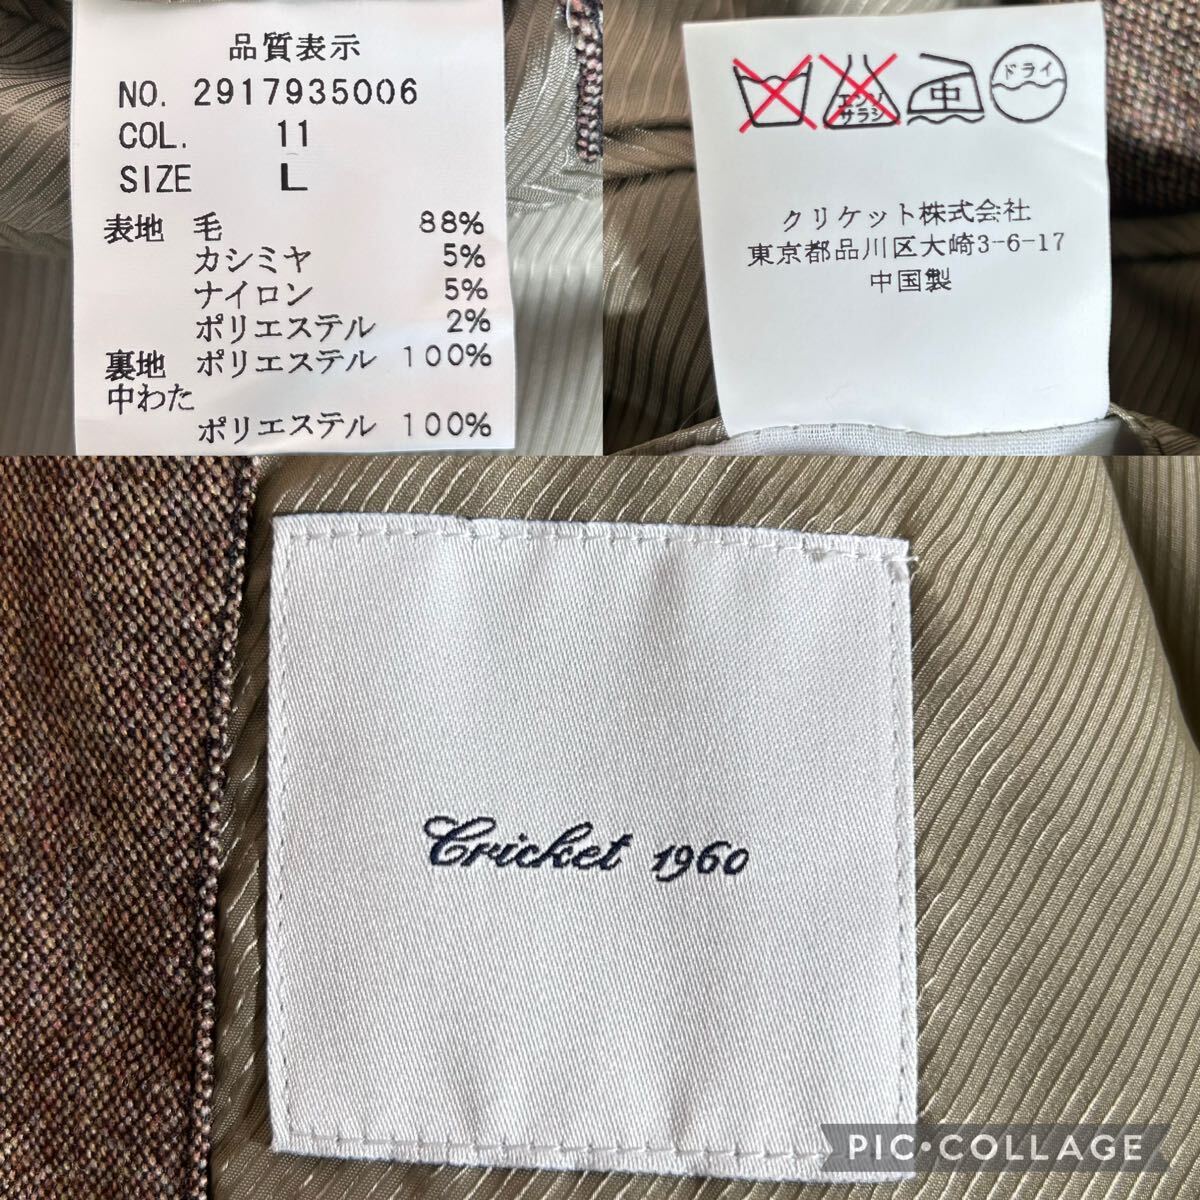 品質表示
NO. 2917935006
COL. 11
SIZE L
表地 毛 88%
カシミヤ 5%
ナイロン 5%
ポリエステル 2%
裏地 ポリエステル 100%
中わた
ポリエステル 100%
エンソ
サラシ
中
ドライ
クリケット株式会社
東京都品川区大崎3-6-17
中国製
Cricket 1960
PIC•COLLAGE